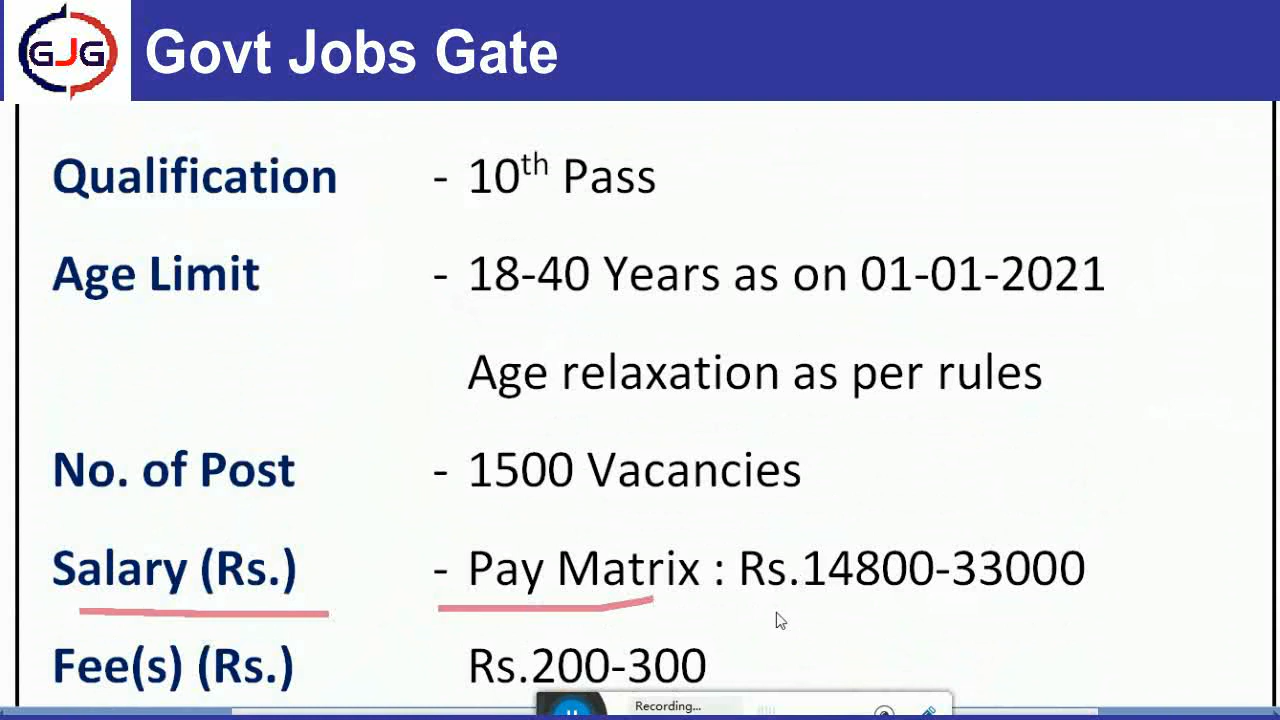 GJG Govt Jobs Gate
Qualification - 10th Pass
Age Limit - 18-40 Years as on 01-01-2021
Age relaxation as per rules
No. of Post - 1500 Vacancies
Salary (Rs.) - Pay Matrix : Rs.14800-33000
Fee(s) (Rs.) Rs.200-300
Recording...